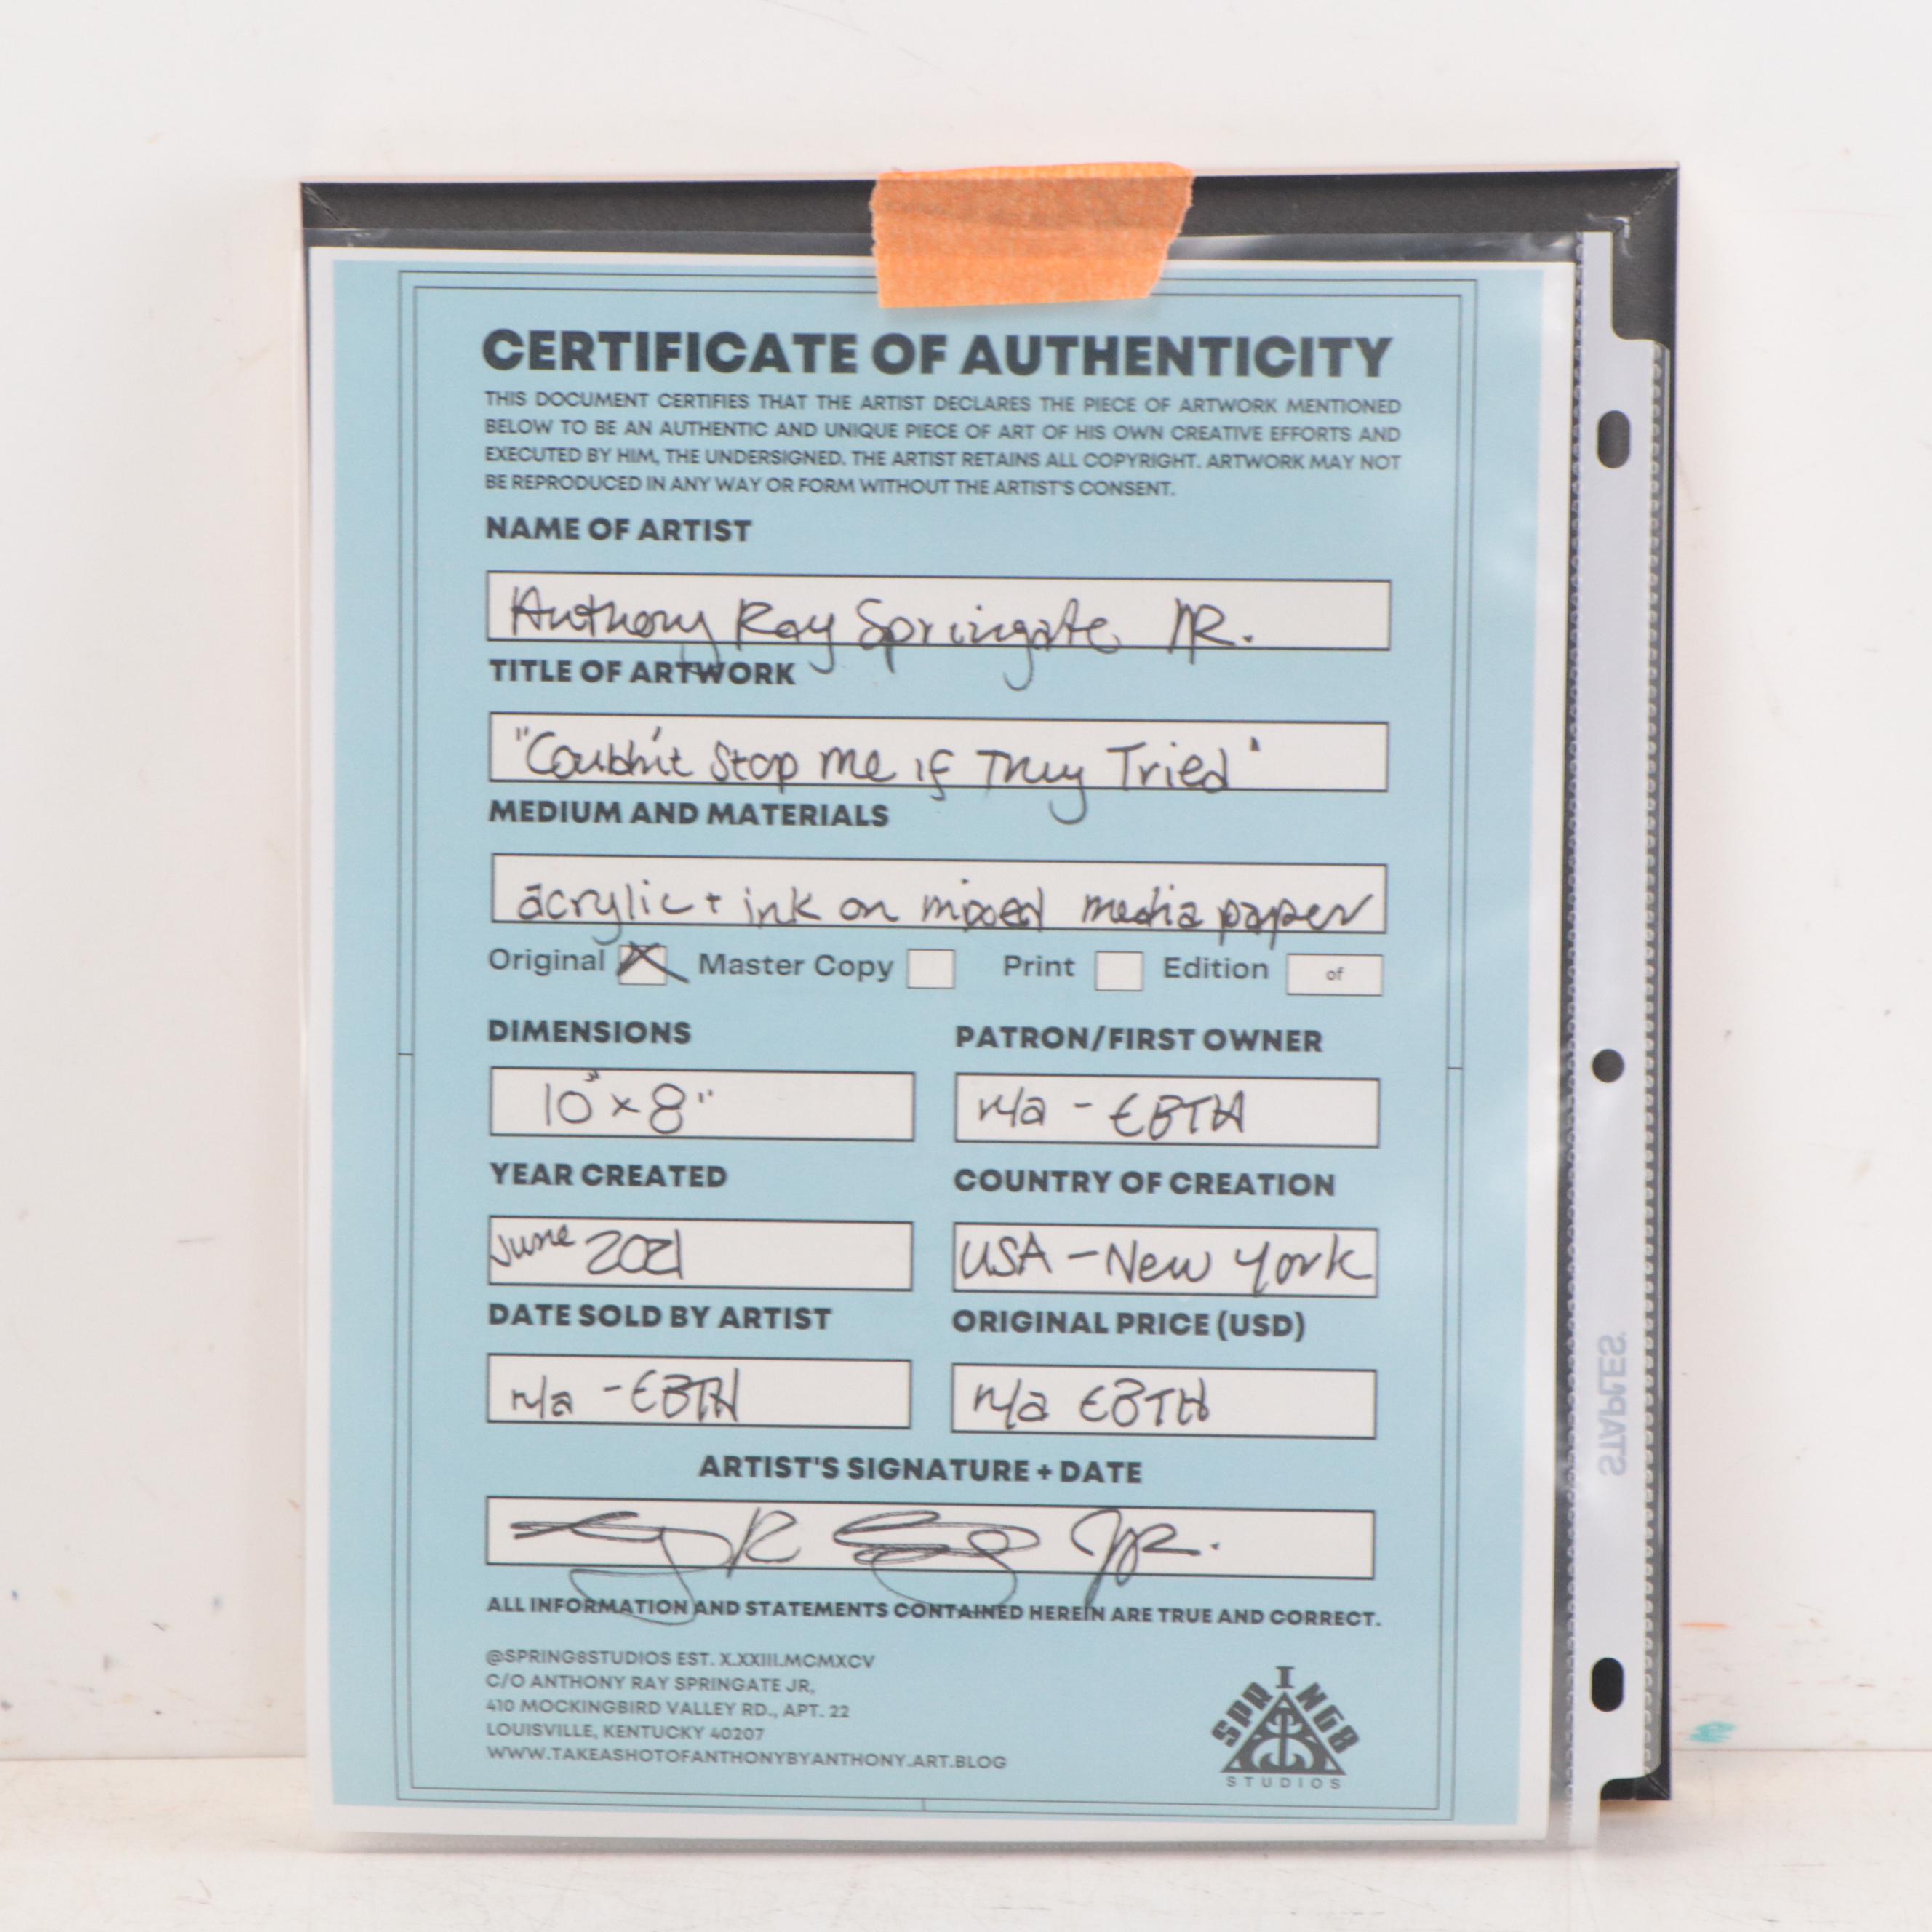 CERTIFICATE OF AUTHENTICITY
THIS DOCUMENT CERTIFIES THAT THE ARTIST DECLARES THE PIECE OF ARTWORK MENTIONED
BELOW TO BE AN AUTHENTIC AND UNIQUE PIECE OF ART OF HIS OWN CREATIVE EFFORTS AND
EXECUTED BY HIM, THE UNDERSIGNED. THE ARTIST RETAINS ALL COPYRIGHT. ARTWORK MAY NOT
BE REPRODUCED IN ANY WAY OR FORM WITHOUT THE ARTIST'S CONSENT.
NAME OF ARTIST
Anthony Ray Springate JR.
TITLE OF ARTWORK
"Couldn't Stop Me if They Tried"
MEDIUM AND MATERIALS
acrylic + ink on mixed media paper
Original X Master Copy Print Edition of
DIMENSIONS PATRON/FIRST OWNER
10" x 8" n/a - EBTH
YEAR CREATED COUNTRY OF CREATION
June 2021 USA - New York
DATE SOLD BY ARTIST ORIGINAL PRICE (USD)
n/a - EBTH n/a EBTH
ARTIST'S SIGNATURE + DATE
JR.
ALL INFORMATION AND STATEMENTS CONTAINED HEREIN ARE TRUE AND CORRECT.
@SPRING8STUDIOS EST. X.XXIII.MCMXCV
C/O ANTHONY RAY SPRINGATE JR,
410 MOCKINGBIRD VALLEY RD., APT. 22
LOUISVILLE, KENTUCKY 40207
WWW.TAKEASHOTOFANTHONYBYANTHONY.ART.BLOG
SPRING8
STUDIOS
STAPLES